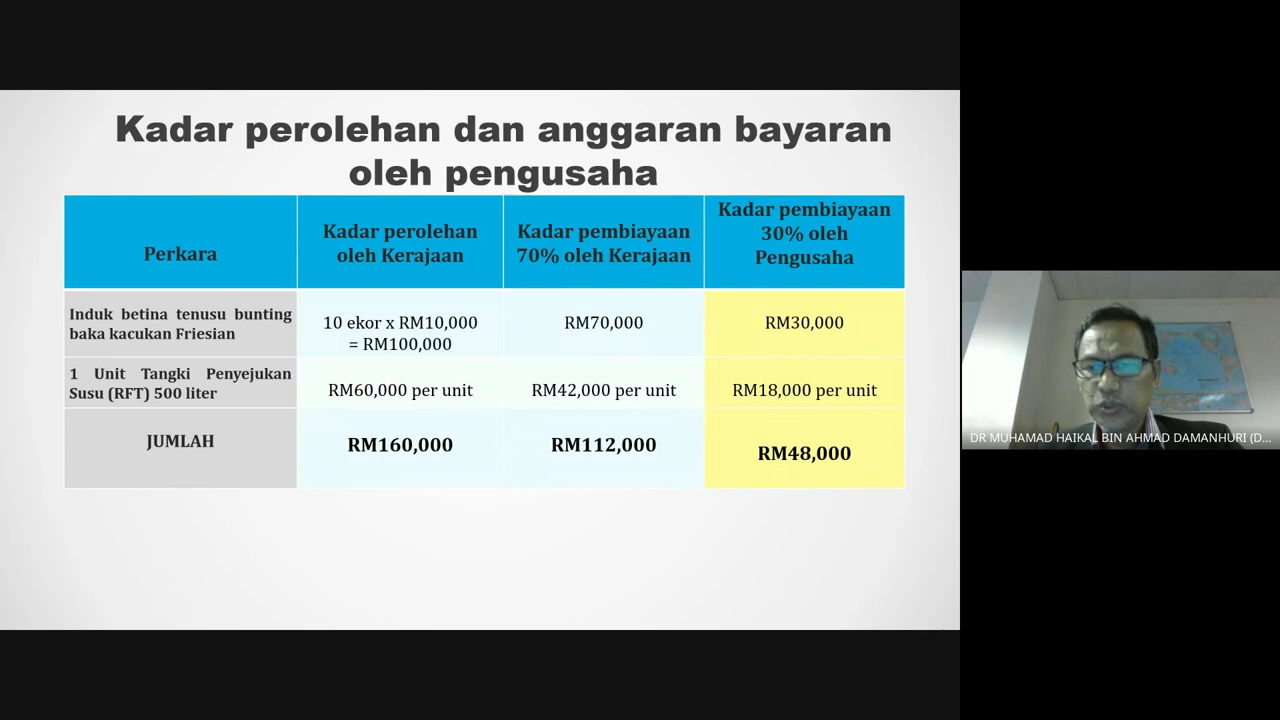 Kadar perolehan dan anggaran bayaran
oleh pengusaha
Perkara
Kadar perolehan
oleh Kerajaan
Kadar pembiayaan
70% oleh Kerajaan
Kadar pembiayaan
30% oleh
Pengusaha
Induk betina tenusu bunting
baka kacukan Friesian
10 ekor x RM10,000
= RM100,000
RM70,000
RM30,000
1 Unit Tangki Penyejukan
Susu (RFT) 500 liter
RM60,000 per unit
RM42,000 per unit
RM18,000 per unit
JUMLAH
RM160,000
RM112,000
RM48,000
DR MUHAMAD HAIKAL BIN AHMAD DAMANHURI (D...